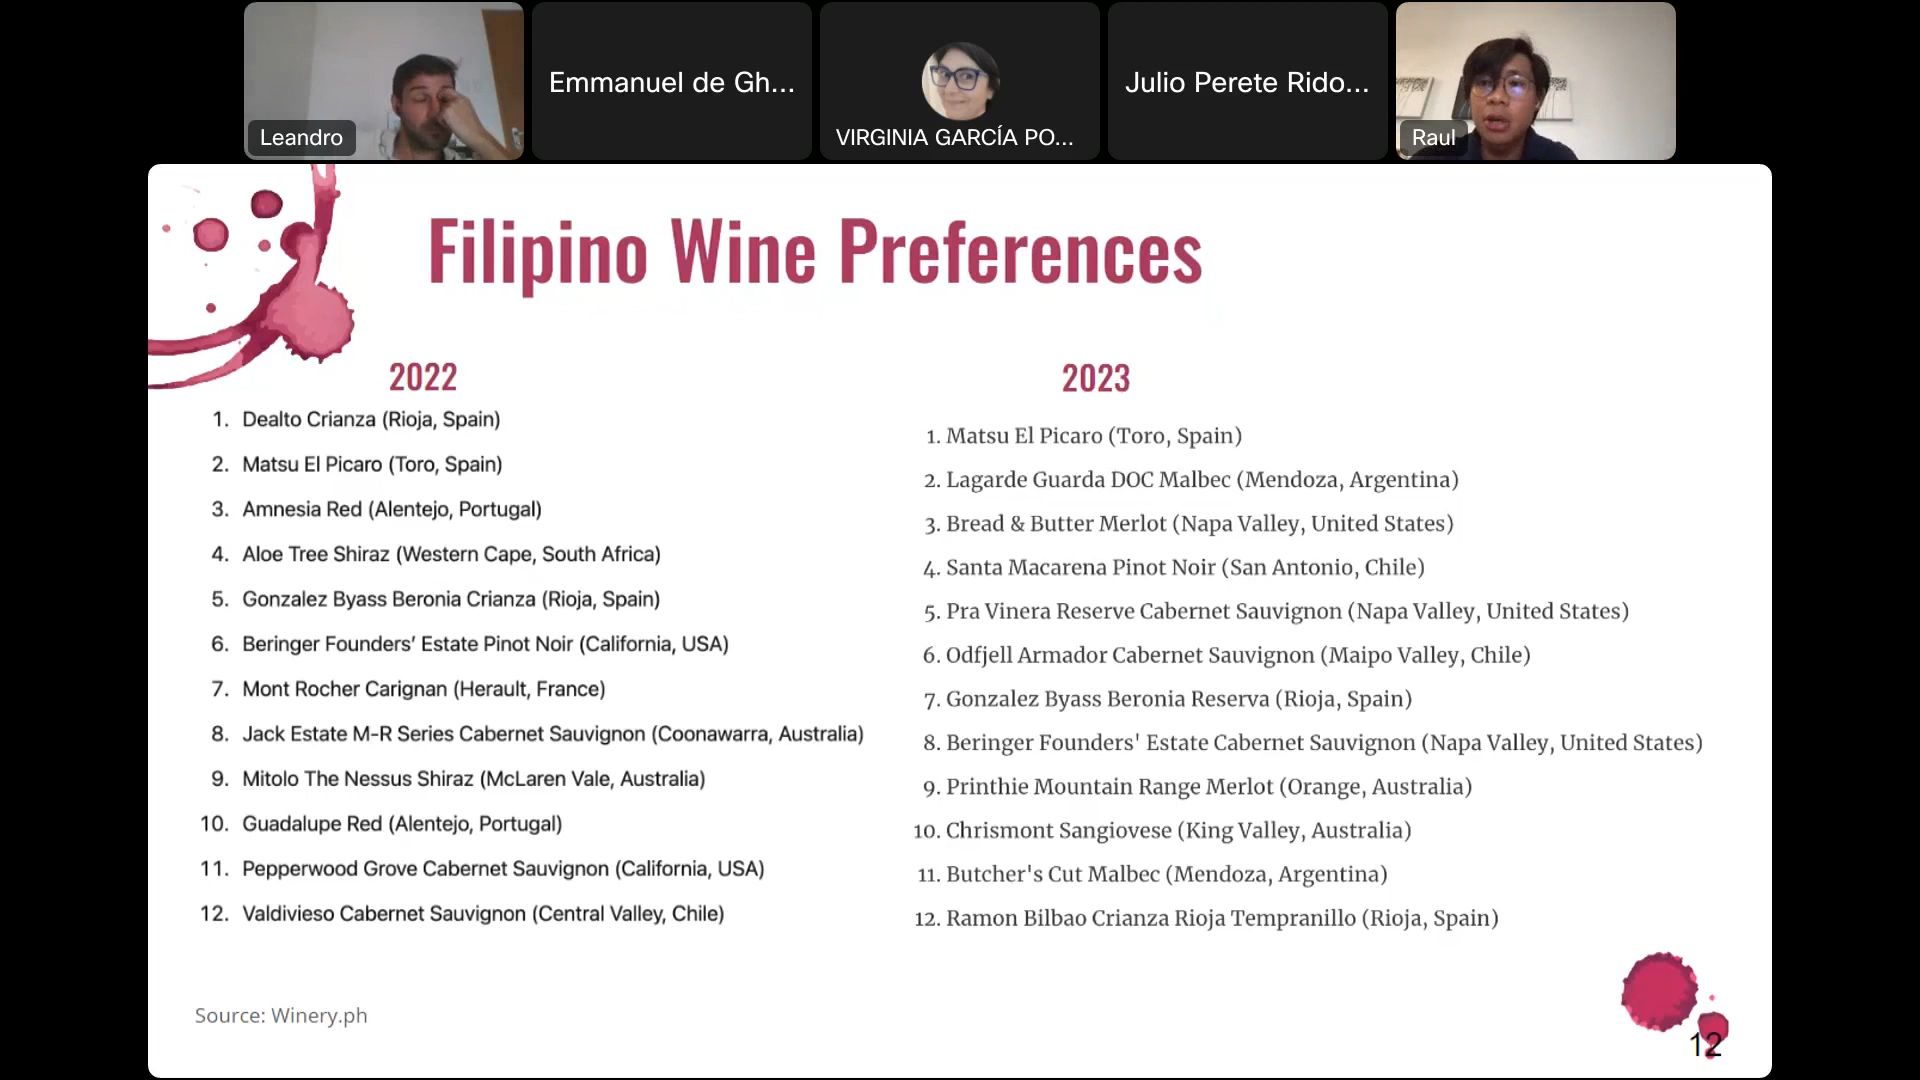 Leandro
Emmanuel de Gh...
VIRGINIA GARCÍA PO...
Julio Perete Rido...
Raul
Filipino Wine Preferences
2022
1. Dealto Crianza (Rioja, Spain)
2. Matsu El Picaro (Toro, Spain)
3. Amnesia Red (Alentejo, Portugal)
4. Aloe Tree Shiraz (Western Cape, South Africa)
5. Gonzalez Byass Beronia Crianza (Rioja, Spain)
6. Beringer Founders’ Estate Pinot Noir (California, USA)
7. Mont Rocher Carignan (Herault, France)
8. Jack Estate M-R Series Cabernet Sauvignon (Coonawarra, Australia)
9. Mitolo The Nessus Shiraz (McLaren Vale, Australia)
10. Guadalupe Red (Alentejo, Portugal)
11. Pepperwood Grove Cabernet Sauvignon (California, USA)
12. Valdivieso Cabernet Sauvignon (Central Valley, Chile)
2023
1. Matsu El Picaro (Toro, Spain)
2. Lagarde Guarda DOC Malbec (Mendoza, Argentina)
3. Bread & Butter Merlot (Napa Valley, United States)
4. Santa Macarena Pinot Noir (San Antonio, Chile)
5. Pra Vinera Reserve Cabernet Sauvignon (Napa Valley, United States)
6. Odfjell Armador Cabernet Sauvignon (Maipo Valley, Chile)
7. Gonzalez Byass Beronia Reserva (Rioja, Spain)
8. Beringer Founders' Estate Cabernet Sauvignon (Napa Valley, United States)
9. Printhie Mountain Range Merlot (Orange, Australia)
10. Chrismont Sangiovese (King Valley, Australia)
11. Butcher's Cut Malbec (Mendoza, Argentina)
12. Ramon Bilbao Crianza Rioja Tempranillo (Rioja, Spain)
Source: Winery.ph
12